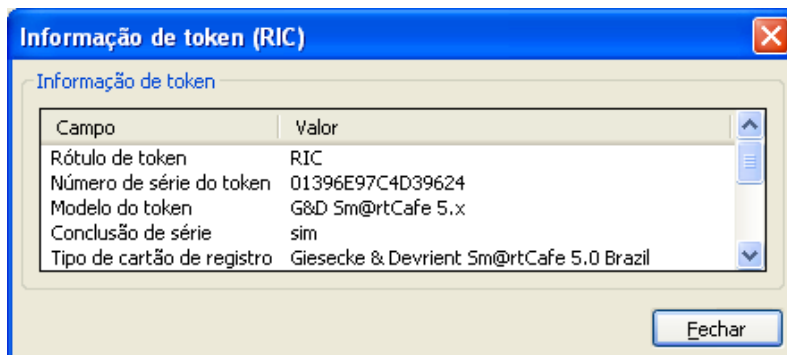 Informação de token (RIC)
Informação de token
Campo Valor
Rótulo de token RIC
Número de série do token 01396E97C4D39624
Modelo do token G&D Sm@rtCafe 5.x
Conclusão de série sim
Tipo de cartão de registro Giesecke & Devrient Sm@rtCafe 5.0 Brazil
Fechar